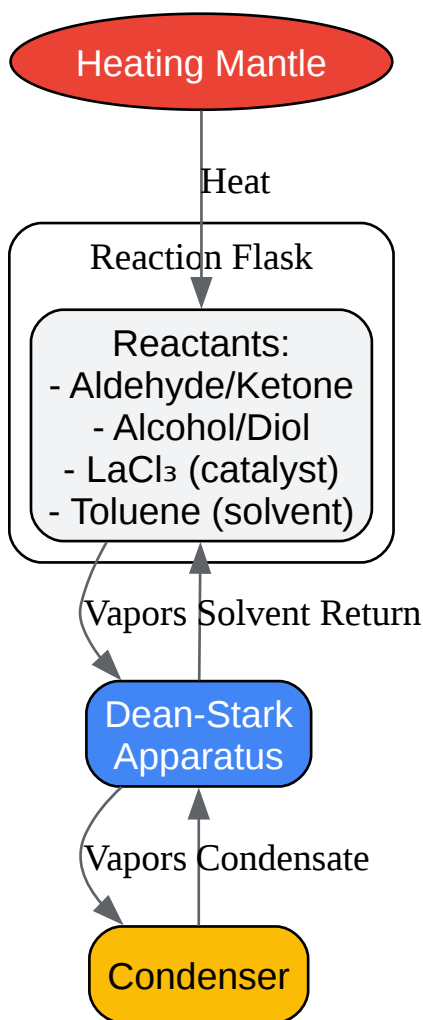 Heating Mantle
Heat
Reaction Flask
Reactants:
- Aldehyde/Ketone
- Alcohol/Diol
- LaCl₃ (catalyst)
- Toluene (solvent)
Vapors Solvent Return
Dean-Stark
Apparatus
Vapors Condensate
Condenser